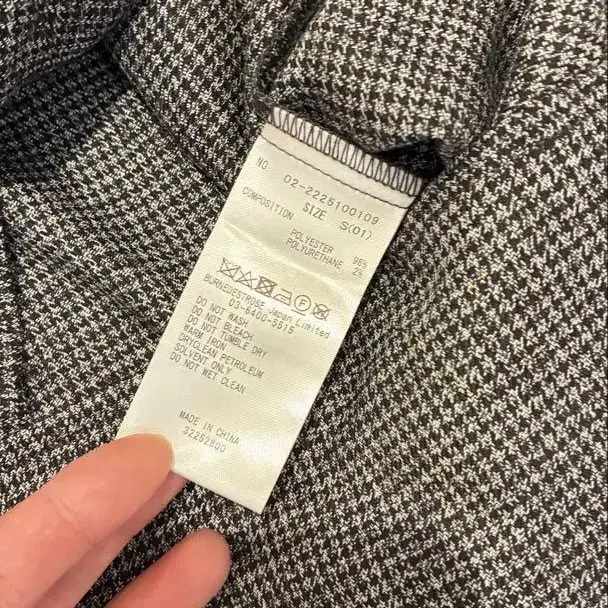 NO. 02-2225100109
SIZE S(01)
COMPOSITION
POLYESTER 98%
POLYURETHANE 2%
BURNEDESTROSE Japan Limited
03-6400-5515
DO NOT WASH
DO NOT BLEACH
DO NOT TUMBLE DRY
WARM IRON
DRYCLEAN PETROLEUM
SOLVENT ONLY
DO NOT WET CLEAN
MADE IN CHINA
32252800